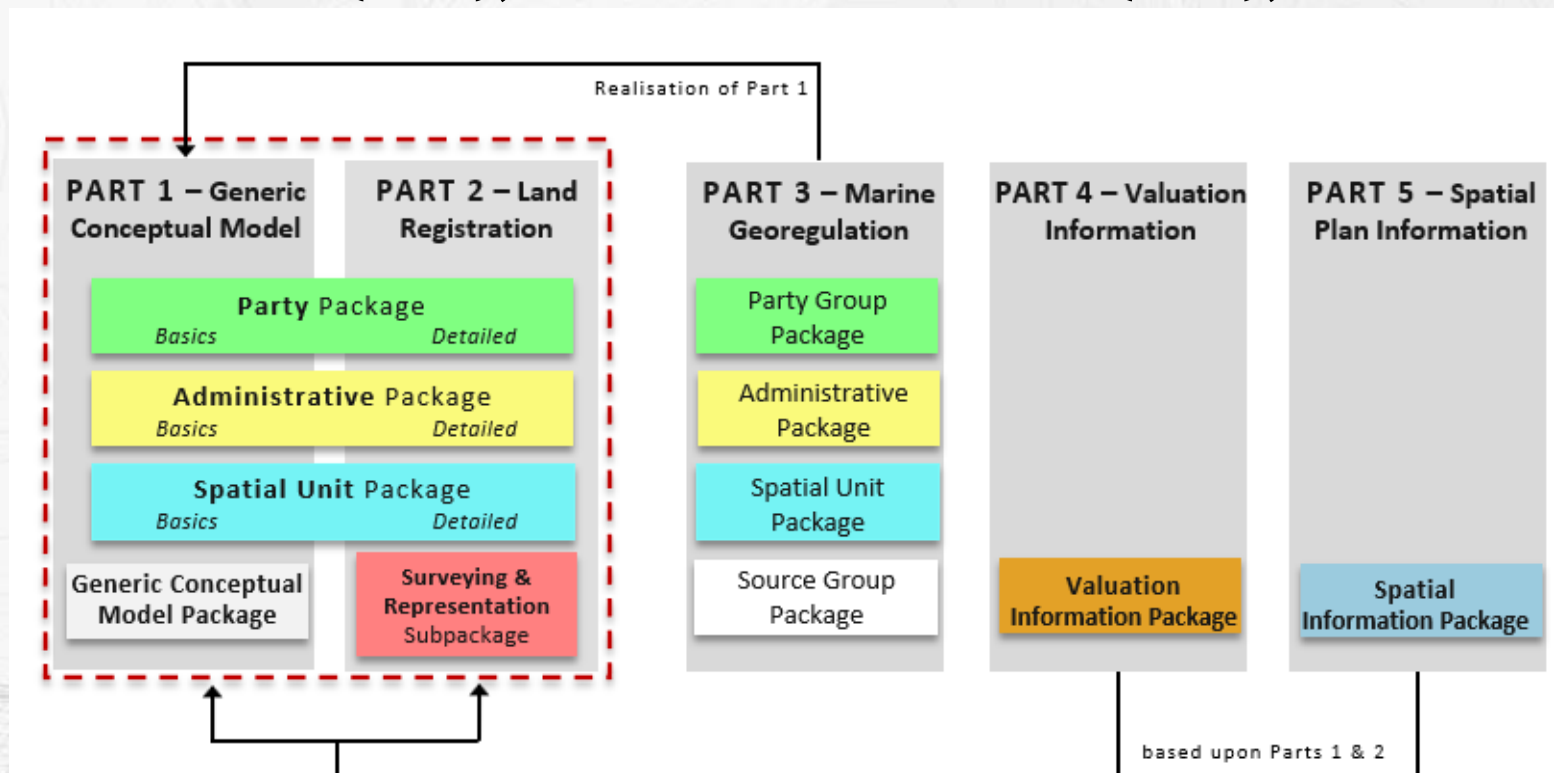 Realisation of Part 1
PART 1 – Generic
Conceptual Model
PART 2 – Land
Registration
PART 3 – Marine
Georegulation
PART 4 – Valuation
Information
PART 5 – Spatial
Plan Information
Party Package
Basics
Detailed
Administrative Package
Basics
Detailed
Spatial Unit Package
Basics
Detailed
Generic Conceptual
Model Package
Surveying &
Representation
Subpackage
Party Group
Package
Administrative
Package
Spatial Unit
Package
Source Group
Package
Valuation
Information Package
Spatial
Information Package
based upon Parts 1 & 2